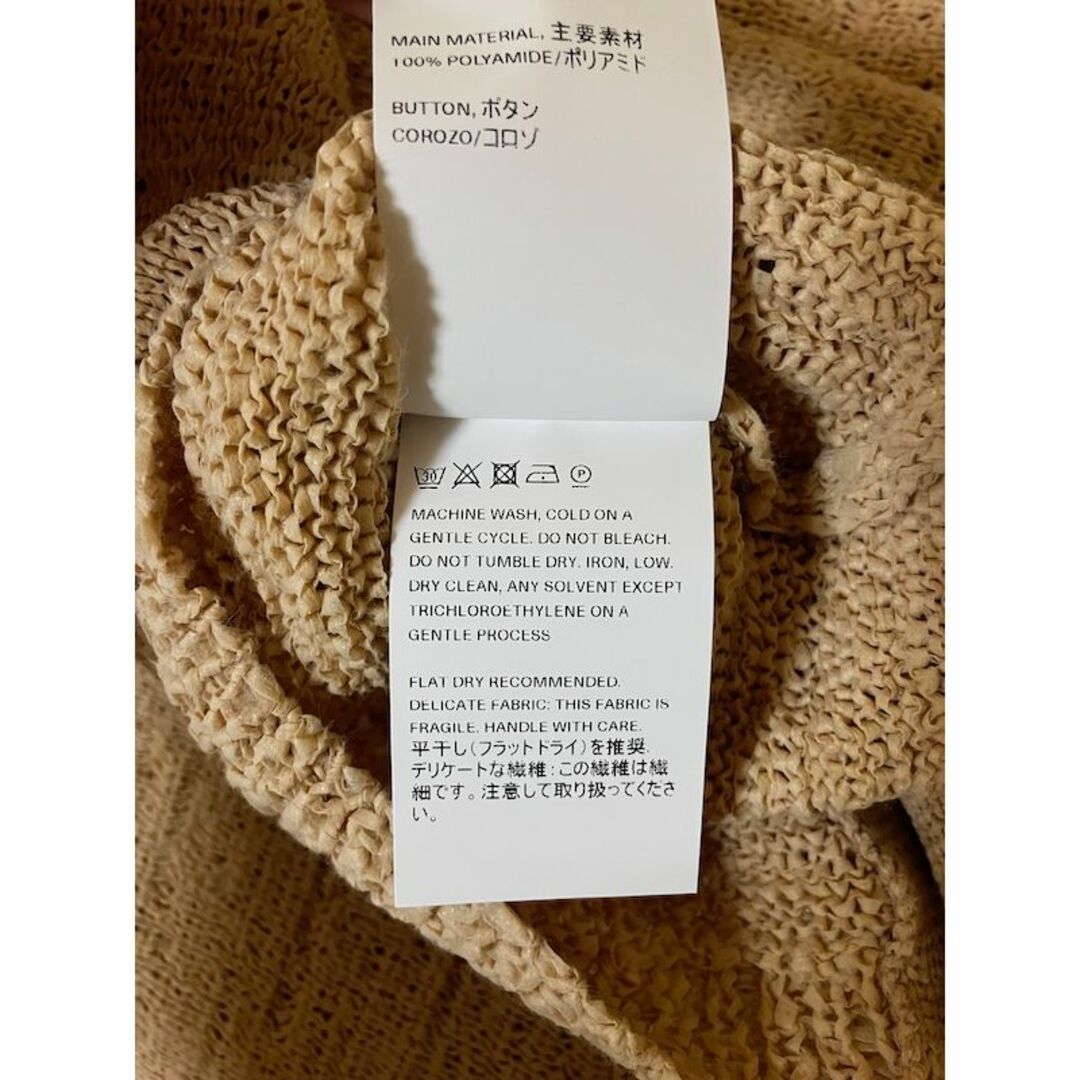 MAIN MATERIAL, 主要素材
100% POLYAMIDE/ポリアミド
BUTTON, ボタン
COROZO/コロゾ
30 P
MACHINE WASH, COLD ON A
GENTLE CYCLE. DO NOT BLEACH.
DO NOT TUMBLE DRY. IRON, LOW.
DRY CLEAN, ANY SOLVENT EXCEPT
TRICHLOROETHYLENE ON A
GENTLE PROCESS
FLAT DRY RECOMMENDED.
DELICATE FABRIC: THIS FABRIC IS
FRAGILE. HANDLE WITH CARE.
平干し(フラットドライ)を推奨.
デリケートな繊維:この繊維は繊
細です。注意して取り扱ってくださ
い。